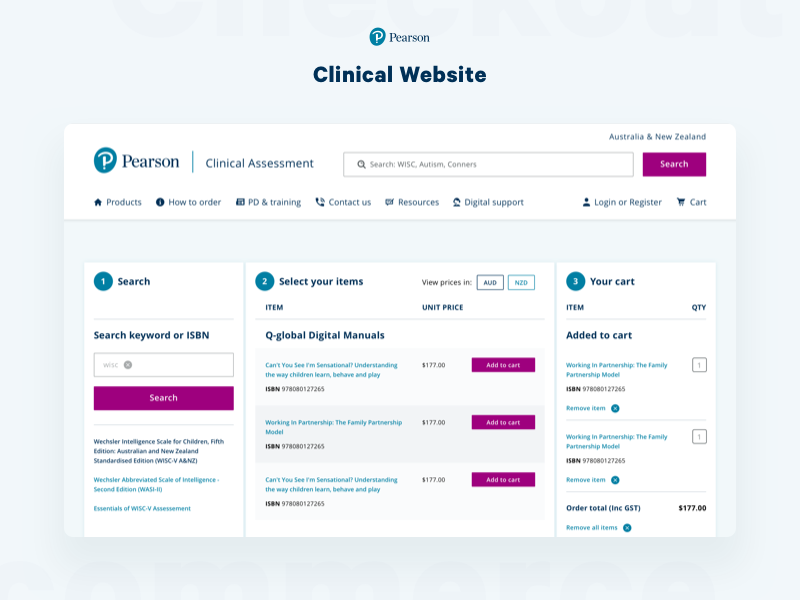 Checkout
Pearson
Clinical Website
Australia & New Zealand
Pearson
Clinical Assessment
Search: WISC, Autism, Conners
Search
Products
How to order
PD & training
Contact us
Resources
Digital support
Login or Register
Cart
1 Search
Search keyword or ISBN
WISC
Search
Wechsler Intelligence Scale for Children, Fifth
Edition: Australian and New Zealand
Standardised Edition (WISC-V A&NZ)
Wechsler Abbreviated Scale of Intelligence -
Second Edition (WASI-II)
Essentials of WISC-V Assessment
2 Select your items
View prices in: AUD NZD
ITEM UNIT PRICE
Q-global Digital Manuals
Can't You See I'm Sensational? Understanding
the way children learn, behave and play
ISBN 978080127265
$177.00
Add to cart
Working In Partnership: The Family Partnership
Model
ISBN 978080127265
$177.00
Add to cart
Can't You See I'm Sensational? Understanding
the way children learn, behave and play
ISBN 978080127265
$177.00
Add to cart
3 Your cart
ITEM QTY
Added to cart
Working In Partnership: The Family
Partnership Model
1
ISBN 978080127265
Remove item
Working In Partnership: The Family
Partnership Model
1
ISBN 978080127265
Remove item
Order total (Inc GST) $177.00
Remove all items
commerce